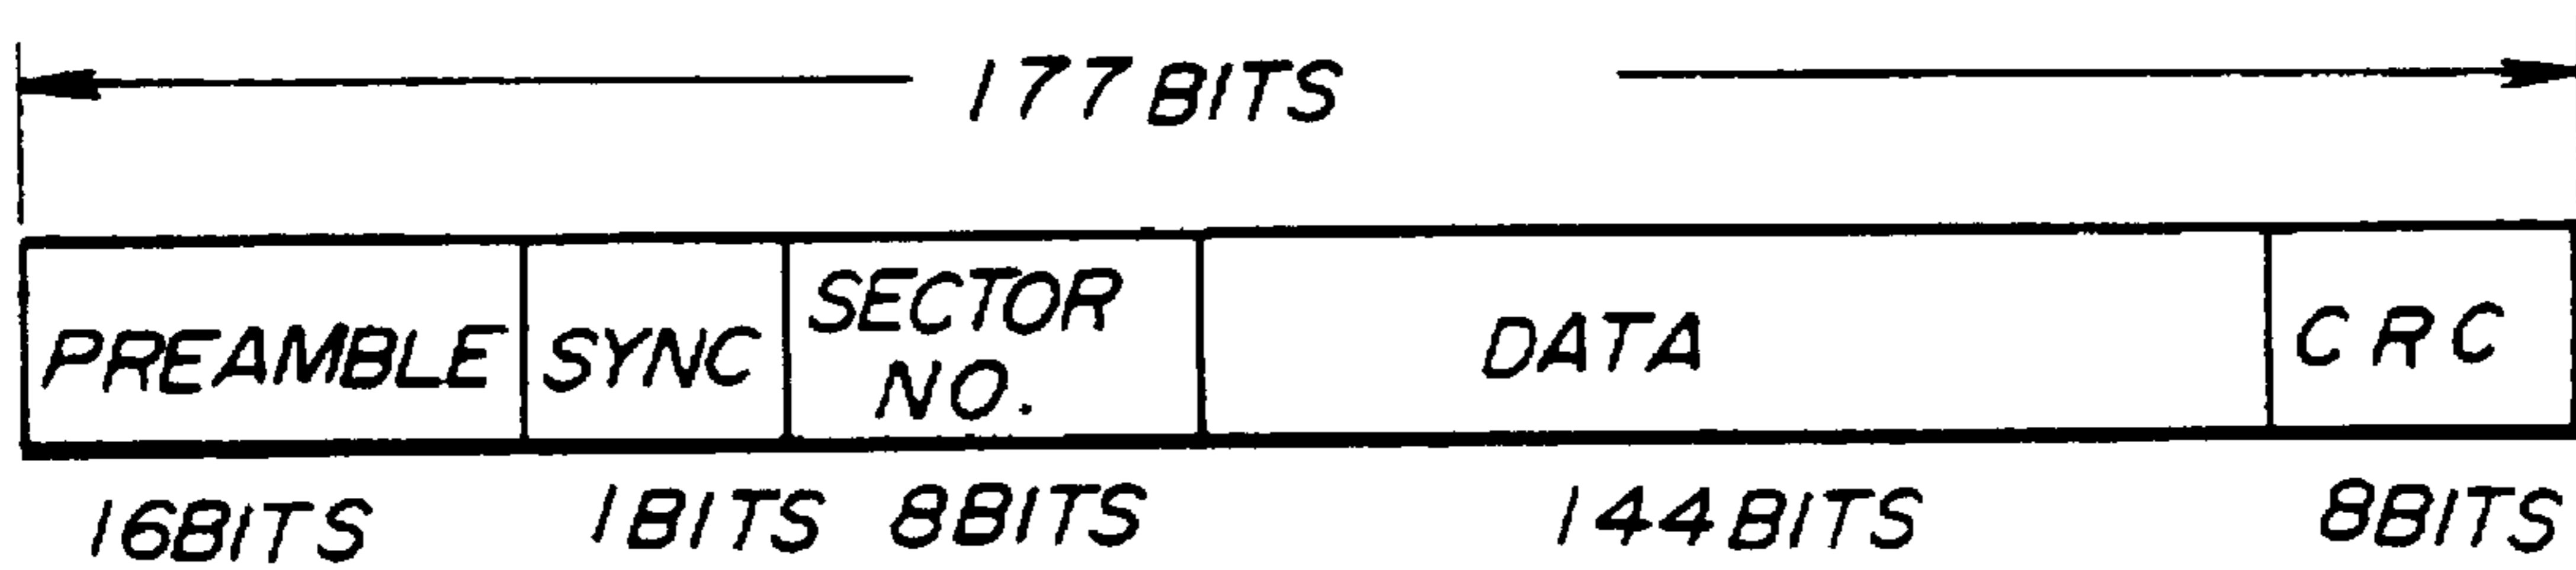 177 BITS
PREAMBLE SYNC SECTOR NO. DATA CRC
16BITS 1BITS 8BITS 144BITS 8BITS